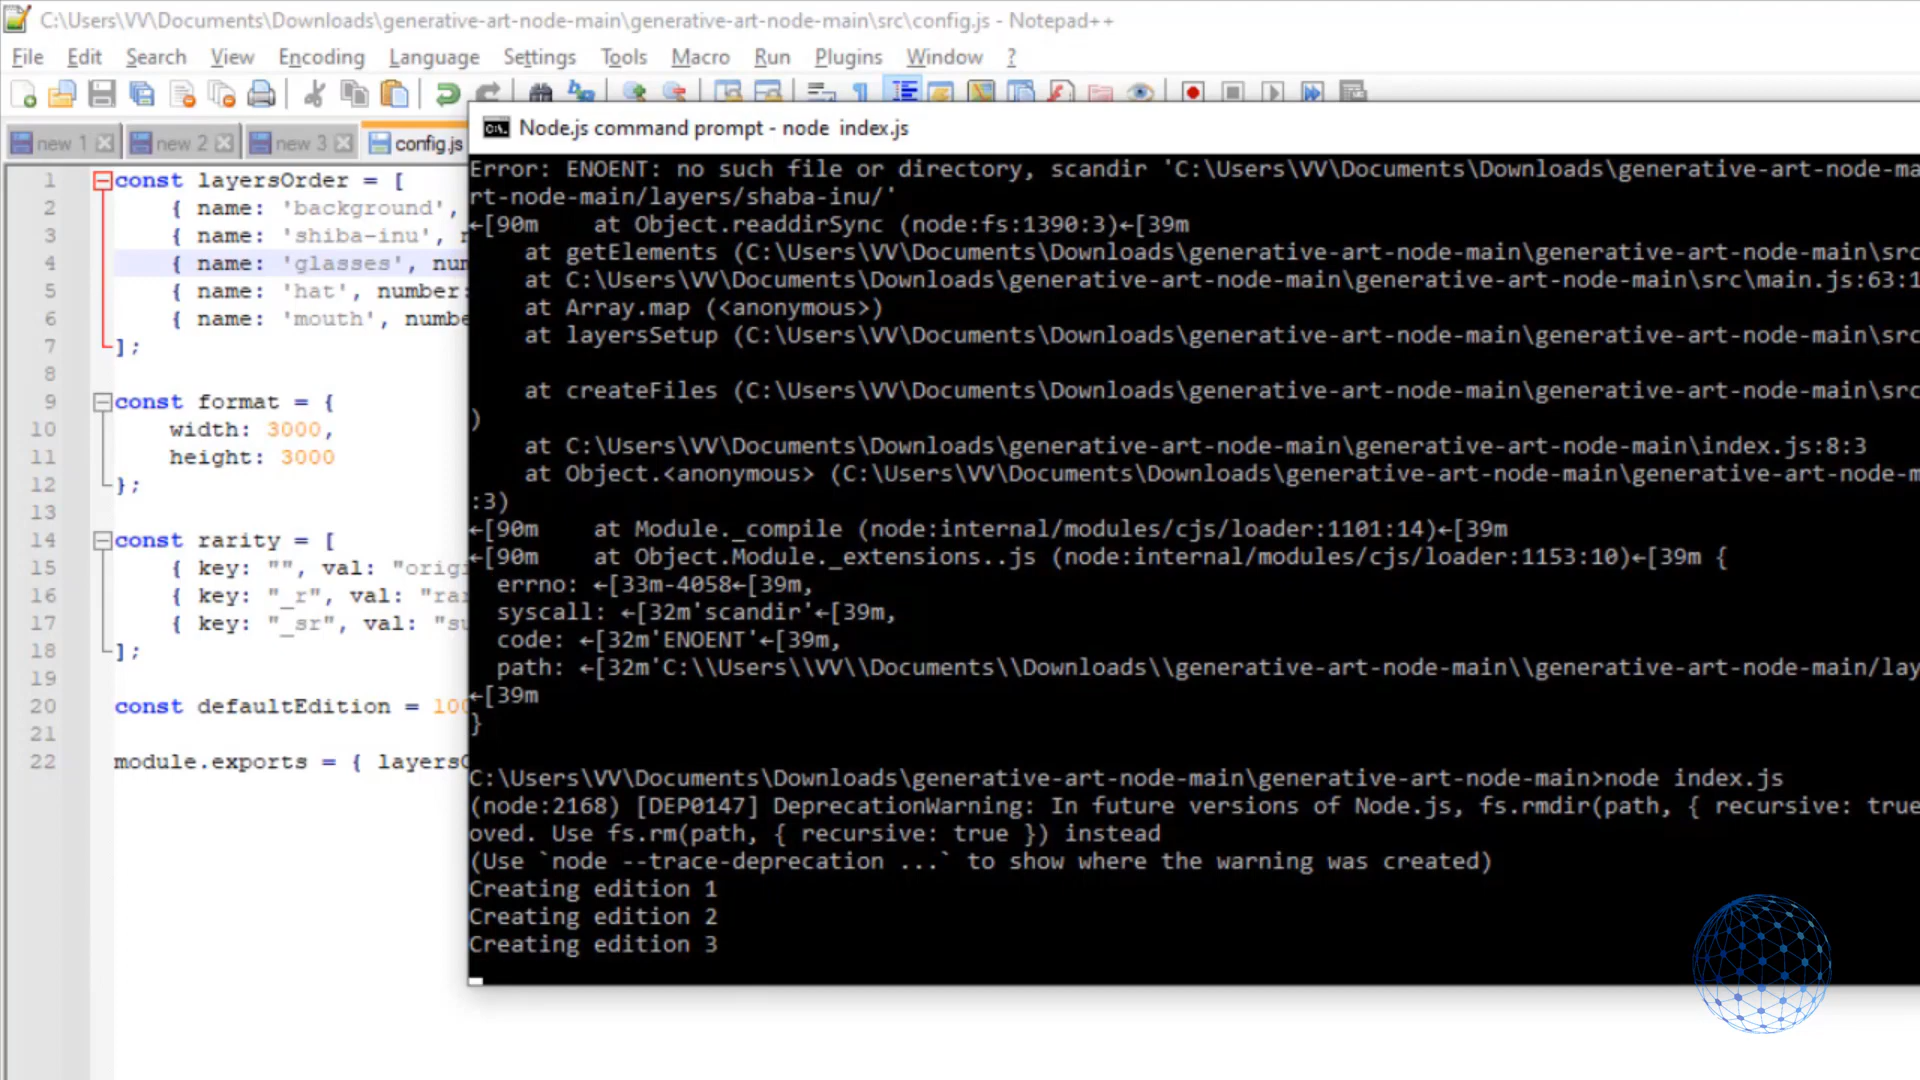 C:\Users\VV\Documents\Downloads\generative-art-node-main\generative-art-node-main\src\config.js - Notepad++
File Edit Search View Encoding Language Settings Tools Macro Run Plugins Window ?
new 1 new 2 new 3 config.js
Node.js command prompt - node index.js
1 const layersOrder = [
2 { name: 'background',
3 { name: 'shiba-inu',
4 { name: 'glasses', num
5 { name: 'hat', number:
6 { name: 'mouth', numbe
7 ];
8
9 const format = {
10 width: 3000,
11 height: 3000
12 };
13
14 const rarity = [
15 { key: "", val: "orig
16 { key: "_r", val: "ra
17 { key: "_sr", val: "su
18 ];
19
20 const defaultEdition = 100
21
22 module.exports = { layersO
Error: ENOENT: no such file or directory, scandir 'C:\Users\VV\Documents\Downloads\generative-art-node-ma
rt-node-main/layers/shaba-inu/'
←[90m at Object.readdirSync (node:fs:1390:3)←[39m
at getElements (C:\Users\VV\Documents\Downloads\generative-art-node-main\generative-art-node-main\src
at C:\Users\VV\Documents\Downloads\generative-art-node-main\generative-art-node-main\src\main.js:63:1
at Array.map (<anonymous>)
at layersSetup (C:\Users\VV\Documents\Downloads\generative-art-node-main\generative-art-node-main\src
at createFiles (C:\Users\VV\Documents\Downloads\generative-art-node-main\generative-art-node-main\src
)
at C:\Users\VV\Documents\Downloads\generative-art-node-main\generative-art-node-main\index.js:8:3
at Object.<anonymous> (C:\Users\VV\Documents\Downloads\generative-art-node-main\generative-art-node-m
:3)
←[90m at Module._compile (node:internal/modules/cjs/loader:1101:14)←[39m
←[90m at Object.Module._extensions..js (node:internal/modules/cjs/loader:1153:10)←[39m {
errno: ←[33m-4058←[39m,
syscall: ←[32m'scandir'←[39m,
code: ←[32m'ENOENT'←[39m,
path: ←[32m'C:\\Users\\VV\\Documents\\Downloads\\generative-art-node-main\\generative-art-node-main/lay
←[39m
}
C:\Users\VV\Documents\Downloads\generative-art-node-main\generative-art-node-main>node index.js
(node:2168) [DEP0147] DeprecationWarning: In future versions of Node.js, fs.rmdir(path, { recursive: true
oved. Use fs.rm(path, { recursive: true }) instead
(Use `node --trace-deprecation ...` to show where the warning was created)
Creating edition 1
Creating edition 2
Creating edition 3